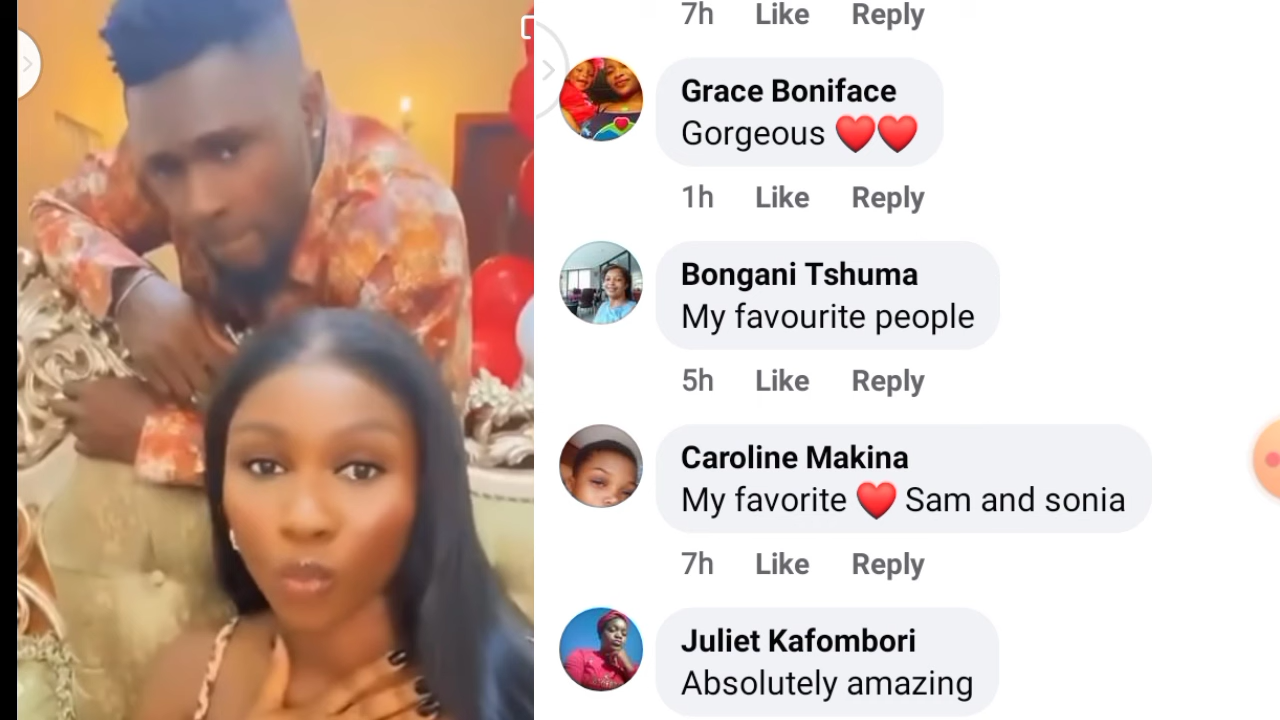 7h Like Reply
Grace Boniface
Gorgeous ❤️❤️
1h Like Reply
Bongani Tshuma
My favourite people
5h Like Reply
Caroline Makina
My favorite ❤️ Sam and sonia
7h Like Reply
Juliet Kafombori
Absolutely amazing